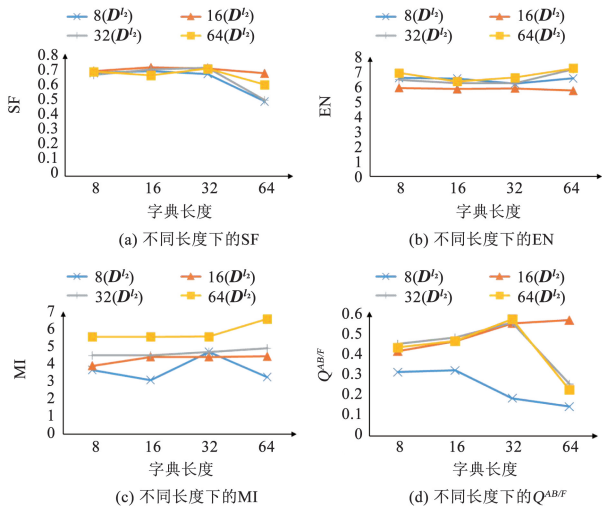 8(D^l₂) 16(D^l₂)
32(D^l₂) 64(D^l₂)
SF
0.8
0.7
0.6
0.5
0.4
0.3
0.2
0.1
0
8 16 32 64
字典长度
(a) 不同长度下的SF
8(D^l₂) 16(D^l₂)
32(D^l₂) 64(D^l₂)
EN
8
7
6
5
4
3
2
1
0
8 16 32 64
字典长度
(b) 不同长度下的EN
8(D^l₂) 16(D^l₂)
32(D^l₂) 64(D^l₂)
MI
7
6
5
4
3
2
1
0
8 16 32 64
字典长度
(c) 不同长度下的MI
8(D^l₂) 16(D^l₂)
32(D^l₂) 64(D^l₂)
Q^AB/F
0.6
0.5
0.4
0.3
0.2
0.1
0
8 16 32 64
字典长度
(d) 不同长度下的Q^AB/F